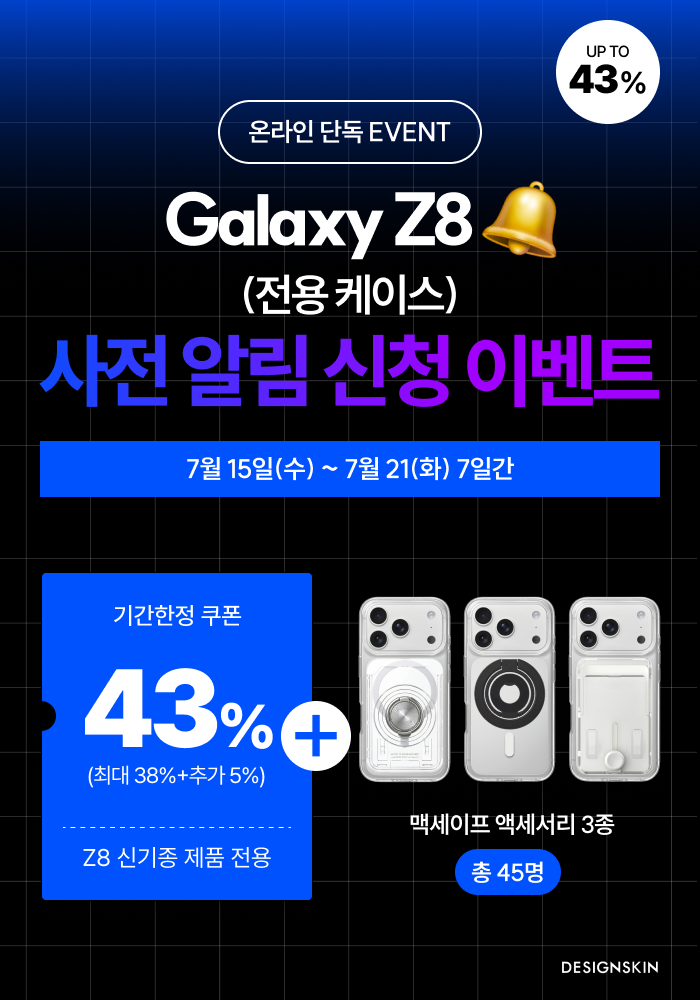 UP TO
43%
온라인 단독 EVENT
Galaxy Z8
(전용 케이스)
사전 알림 신청 이벤트
7월 15일(수) ~ 7월 21(화) 7일간
기간한정 쿠폰
43%
(최대 38%+추가 5%)
Z8 신기종 제품 전용
+
맥세이프 액세서리 3종
총 45명
DESIGNSKIN